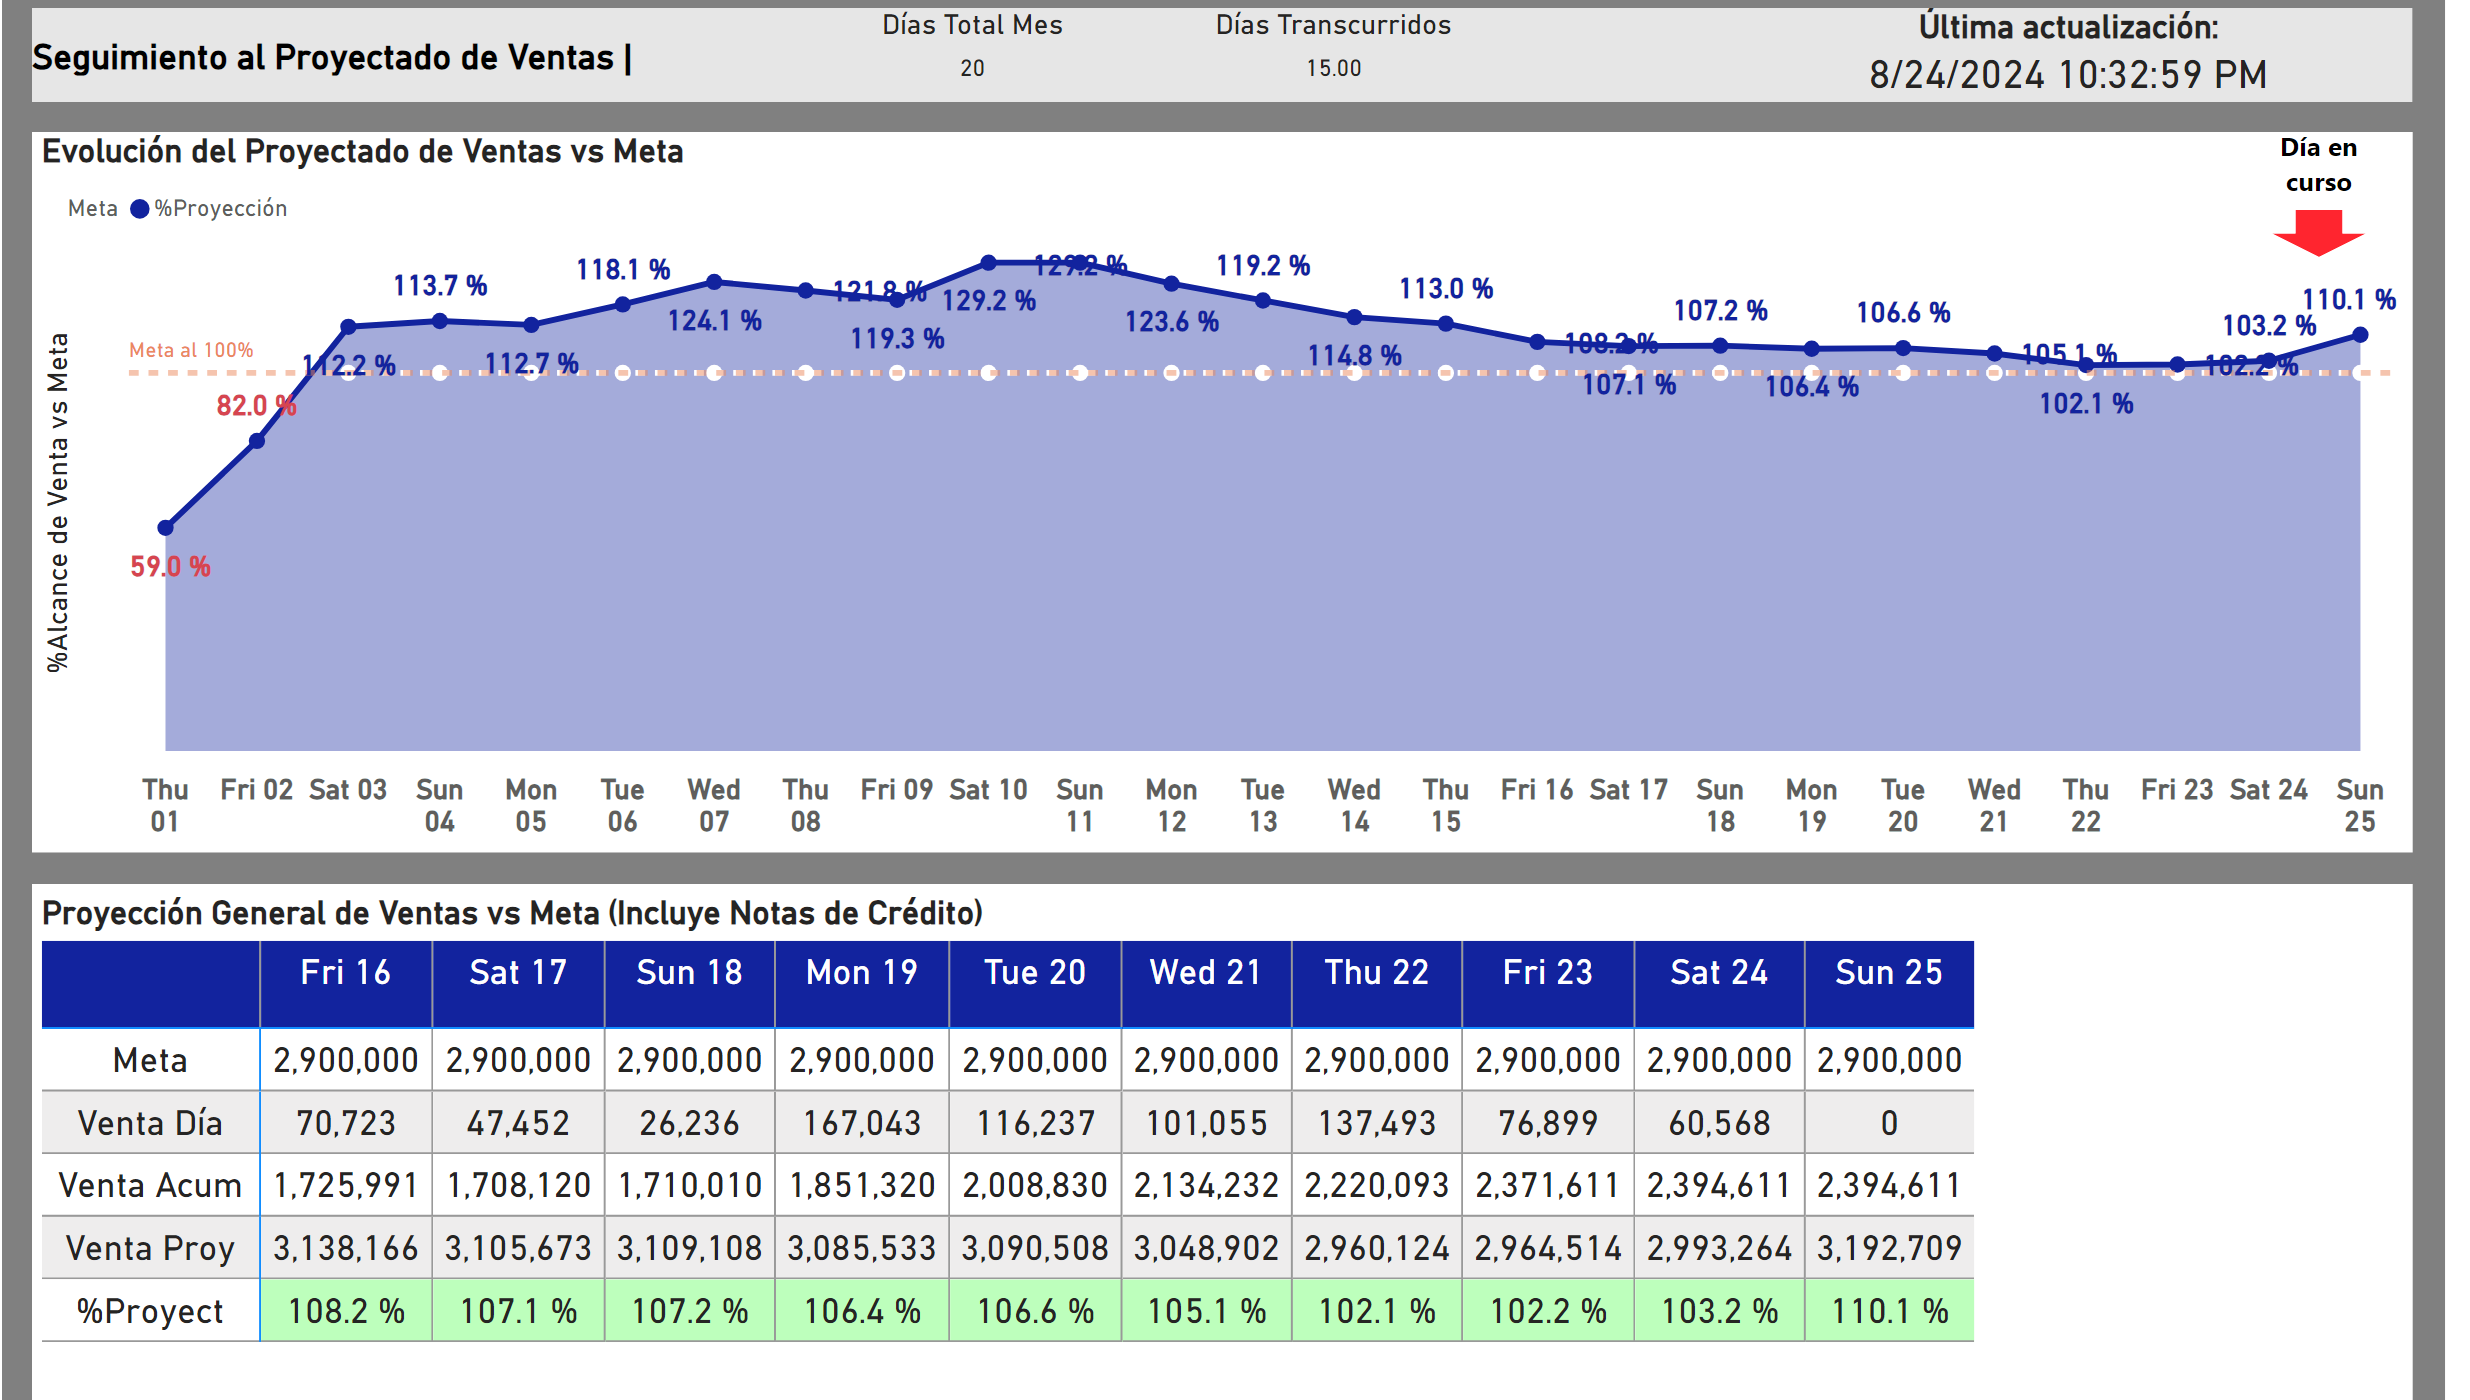 Seguimiento al Proyectado de Ventas |
Días Total Mes
20
Días Transcurridos
15.00
Última actualización:
8/24/2024 10:32:59 PM
Evolución del Proyectado de Ventas vs Meta
Meta %Proyección
Día en
curso
%Alcance de Venta vs Meta
Meta al 100%
59.0 %
82.0 %
112.2 %
113.7 %
112.7 %
118.1 %
124.1 %
121.8 %
119.3 %
129.2 %
129.2 %
123.6 %
119.2 %
114.8 %
113.0 %
108.2 %
107.1 %
107.2 %
106.4 %
106.6 %
105.1 %
102.1 %
102.2 %
103.2 %
110.1 %
Thu 01
Fri 02
Sat 03
Sun 04
Mon 05
Tue 06
Wed 07
Thu 08
Fri 09
Sat 10
Sun 11
Mon 12
Tue 13
Wed 14
Thu 15
Fri 16
Sat 17
Sun 18
Mon 19
Tue 20
Wed 21
Thu 22
Fri 23
Sat 24
Sun 25
Proyección General de Ventas vs Meta (Incluye Notas de Crédito)
Fri 16 Sat 17 Sun 18 Mon 19 Tue 20 Wed 21 Thu 22 Fri 23 Sat 24 Sun 25
Meta 2,900,000 2,900,000 2,900,000 2,900,000 2,900,000 2,900,000 2,900,000 2,900,000 2,900,000 2,900,000
Venta Día 70,723 47,452 26,236 167,043 116,237 101,055 137,493 76,899 60,568 0
Venta Acum 1,725,991 1,708,120 1,710,010 1,851,320 2,008,830 2,134,232 2,220,093 2,371,611 2,394,611 2,394,611
Venta Proy 3,138,166 3,105,673 3,109,108 3,085,533 3,090,508 3,048,902 2,960,124 2,964,514 2,993,264 3,192,709
%Proyect 108.2 % 107.1 % 107.2 % 106.4 % 106.6 % 105.1 % 102.1 % 102.2 % 103.2 % 110.1 %